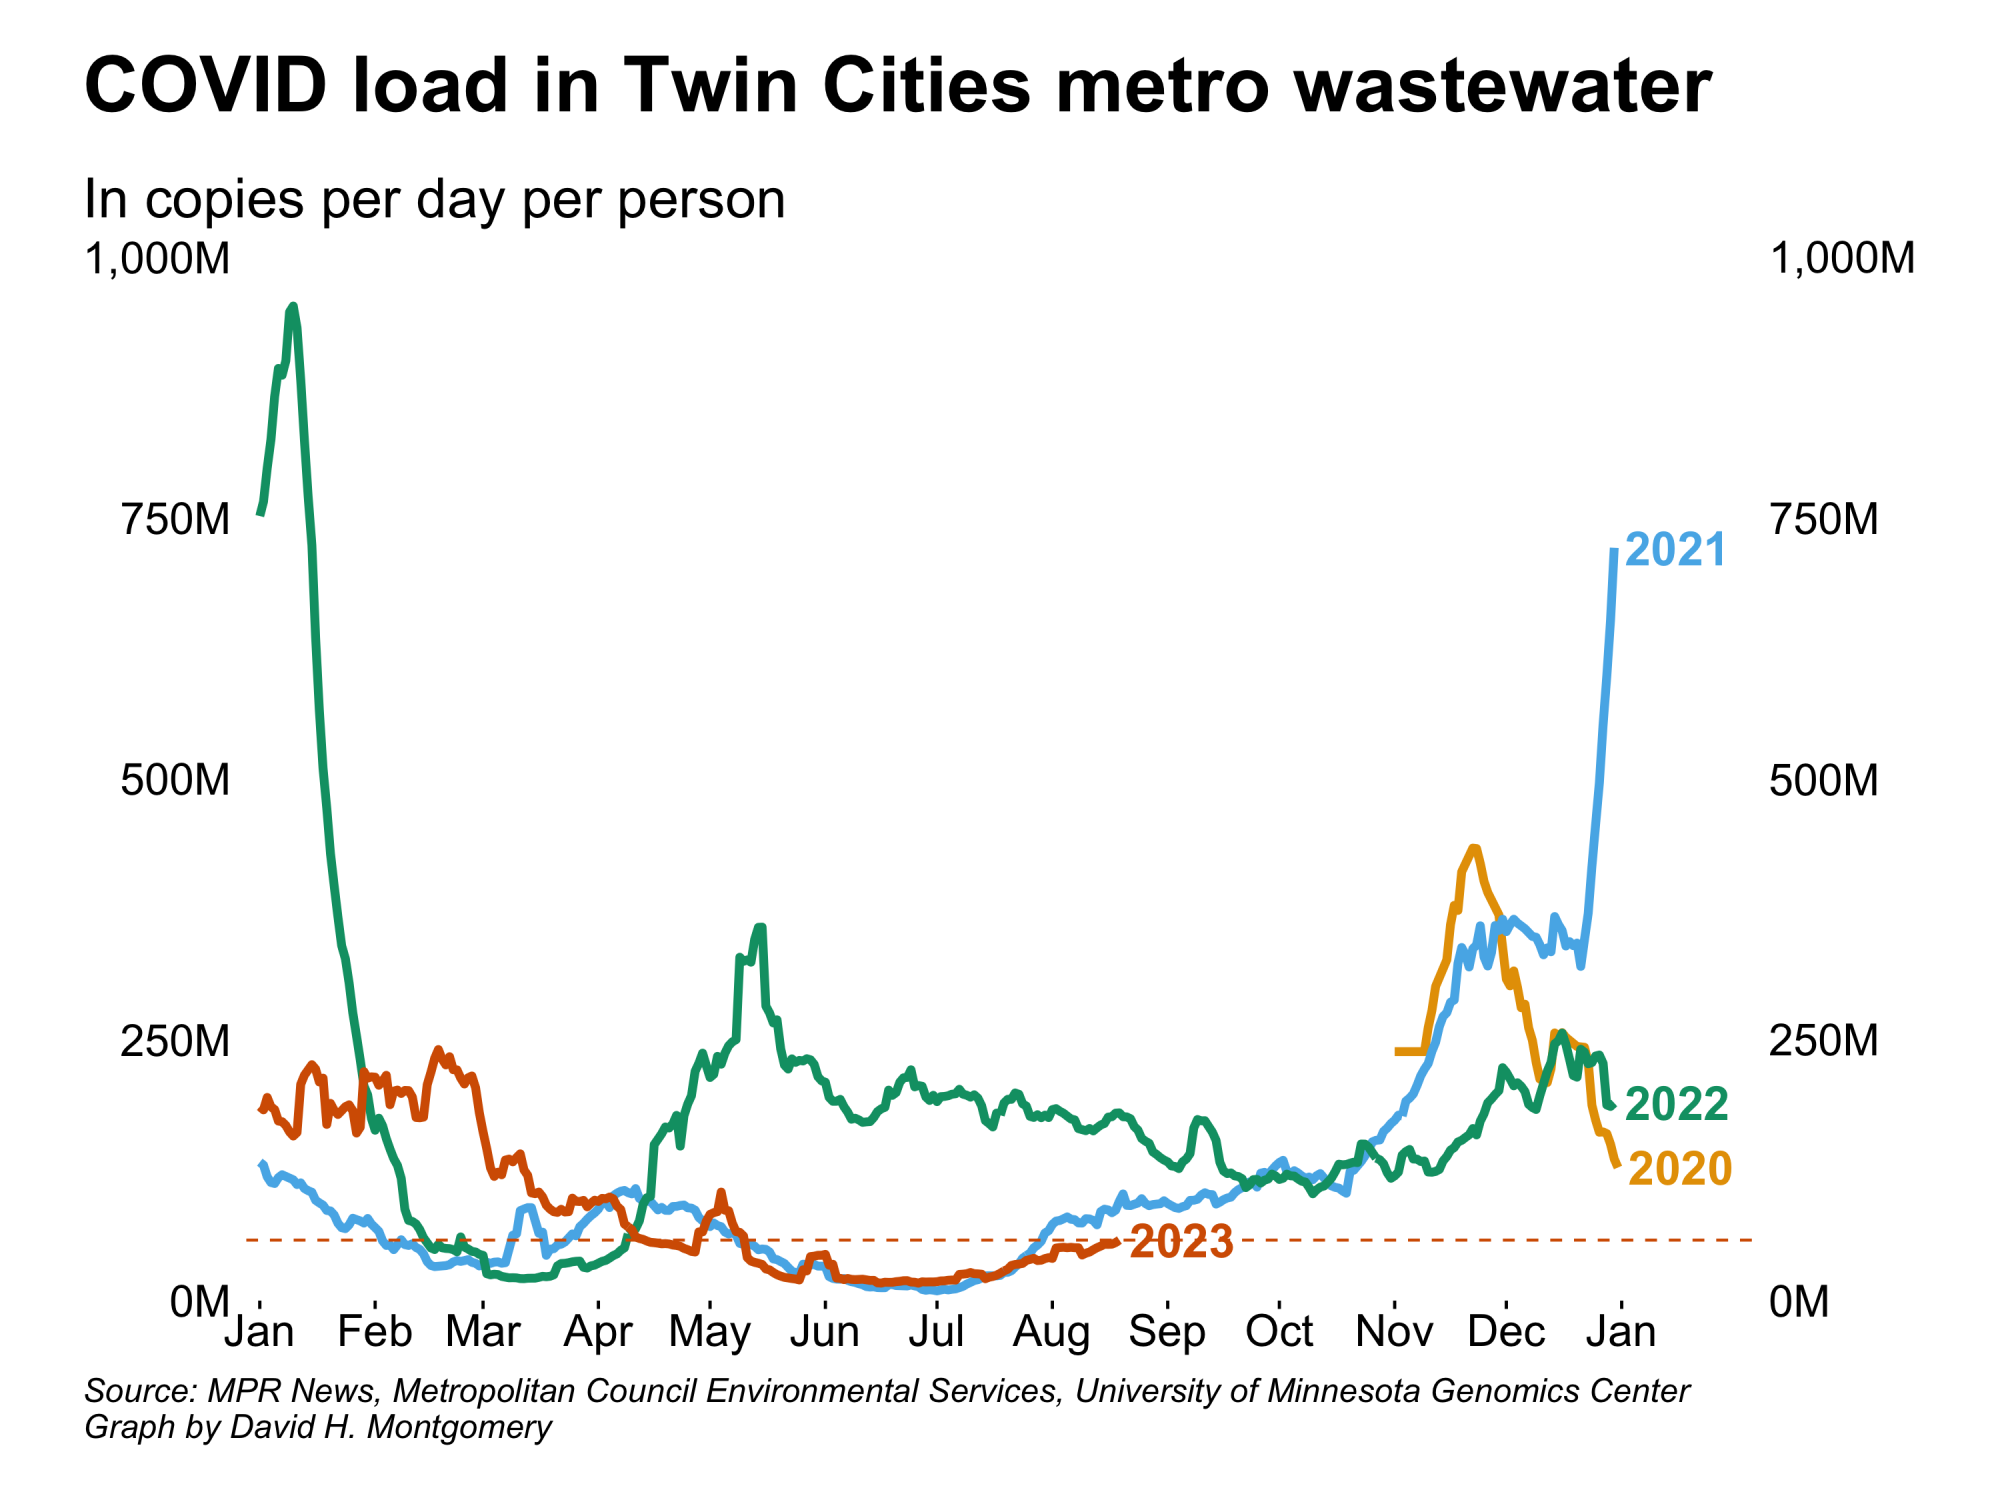 COVID load in Twin Cities metro wastewater
In copies per day per person
1,000M 1,000M
750M 750M
2021
500M 500M
250M 250M
2022
2020
2023
0M 0M
Jan Feb Mar Apr May Jun Jul Aug Sep Oct Nov Dec Jan
Source: MPR News, Metropolitan Council Environmental Services, University of Minnesota Genomics Center
Graph by David H. Montgomery